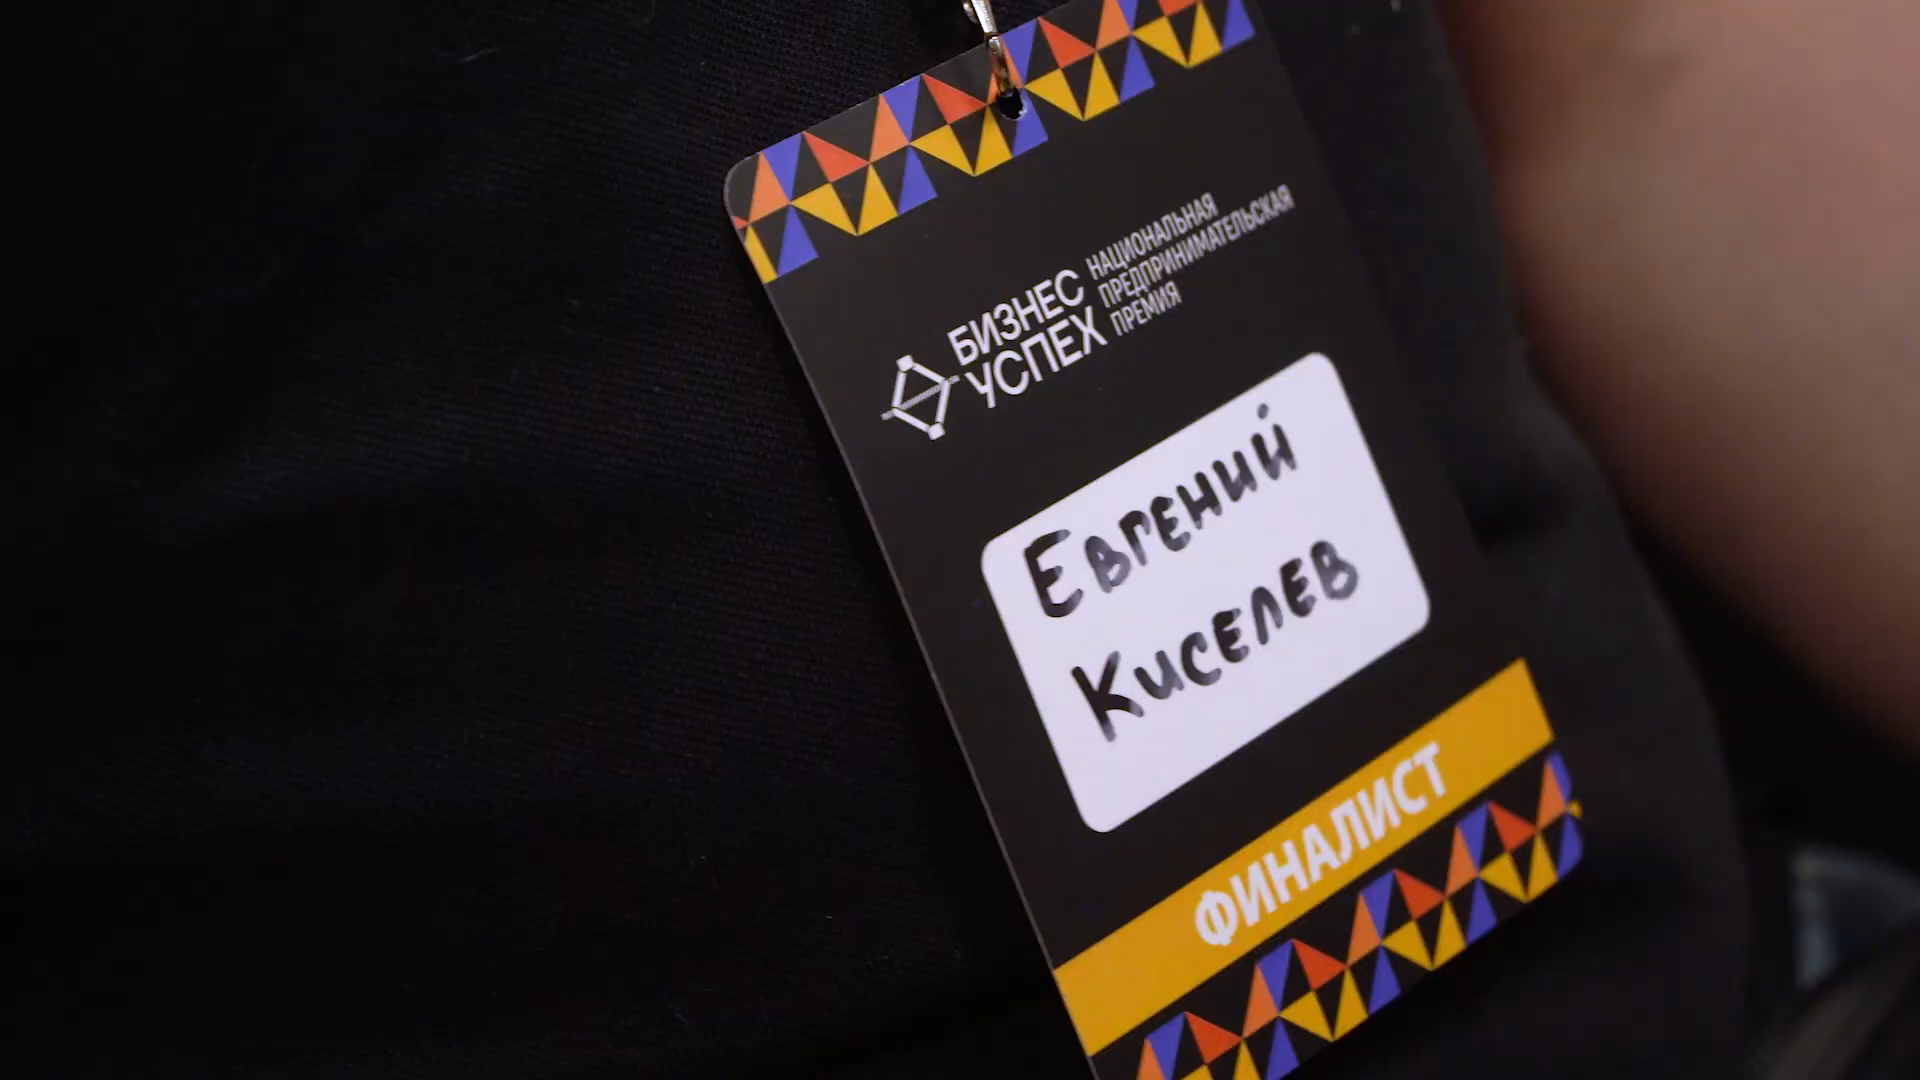 БИЗНЕС
УСПЕХ
НАЦИОНАЛЬНАЯ
ПРЕДПРИНИМАТЕЛЬСКАЯ
ПРЕМИЯ
Евгений
Киселев
ФИНАЛИСТ